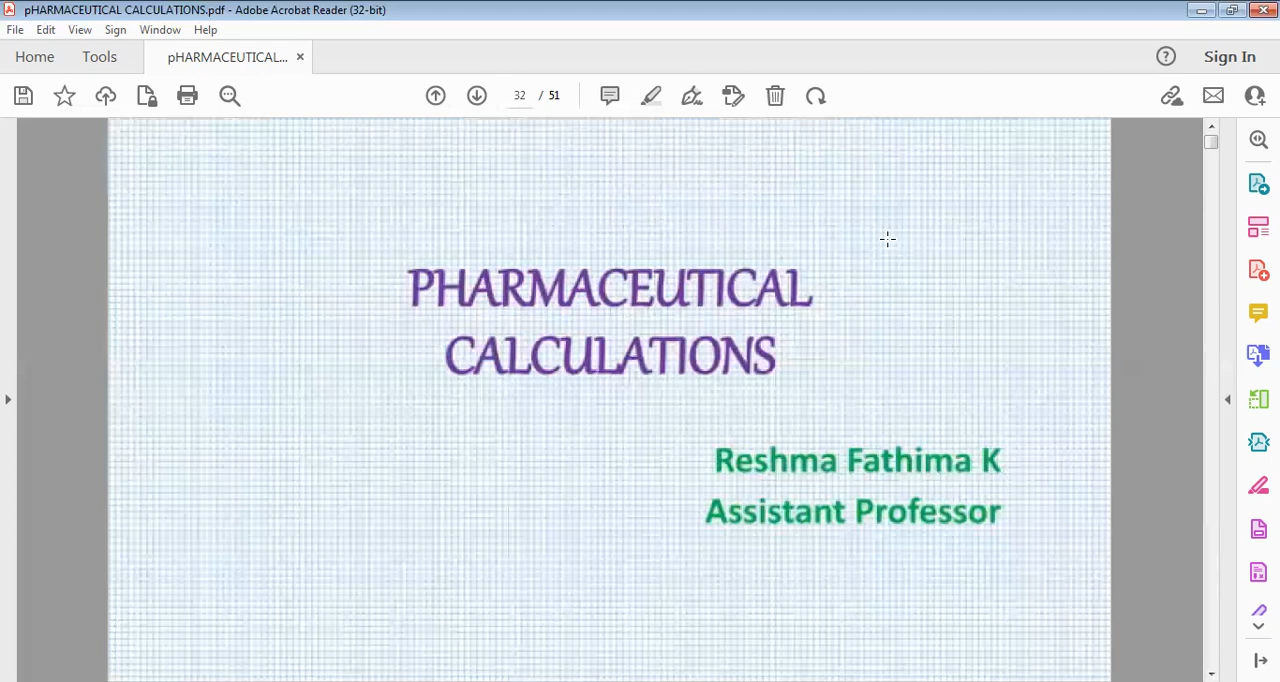 pHARMACEUTICAL CALCULATIONS.pdf - Adobe Acrobat Reader (32-bit)
File Edit View Sign Window Help
Home Tools pHARMACEUTICAL... × Sign In
32 / 51
PHARMACEUTICAL
CALCULATIONS
Reshma Fathima K
Assistant Professor